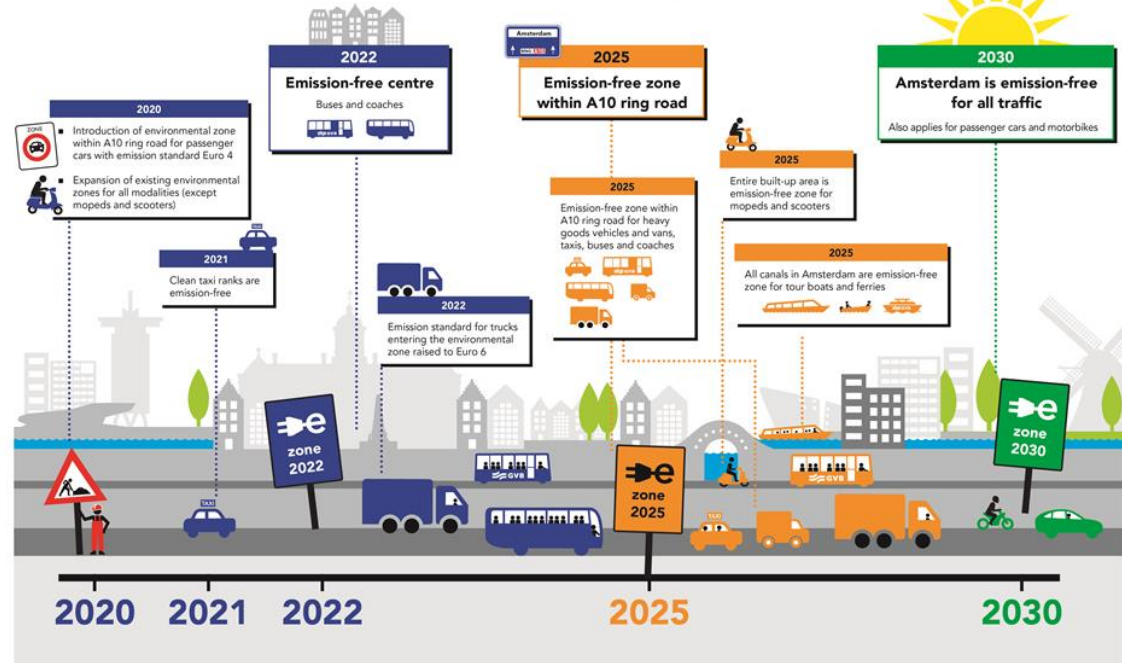 2020
Introduction of environmental zone
within A10 ring road for passenger
cars with emission standard Euro 4
Expansion of existing environmental
zones for all modalities (except
mopeds and scooters)
ZONE
2021
Clean taxi ranks are
emission-free
TAXI
2022
Emission-free centre
Buses and coaches
2022
Emission standard for trucks
entering the environmental
zone raised to Euro 6
Amsterdam
2025
Emission-free zone
within A10 ring road
2025
Emission-free zone within
A10 ring road for heavy
goods vehicles and vans,
taxis, buses and coaches
2025
Entire built-up area is
emission-free zone for
mopeds and scooters
2025
All canals in Amsterdam are emission-free
zone for tour boats and ferries
2030
Amsterdam is emission-free
for all traffic
Also applies for passenger cars and motorbikes
e
zone
2022
e
zone
2025
e
zone
2030
TAXI
GVB
TAXI
GVB
2020
2021
2022
2025
2030